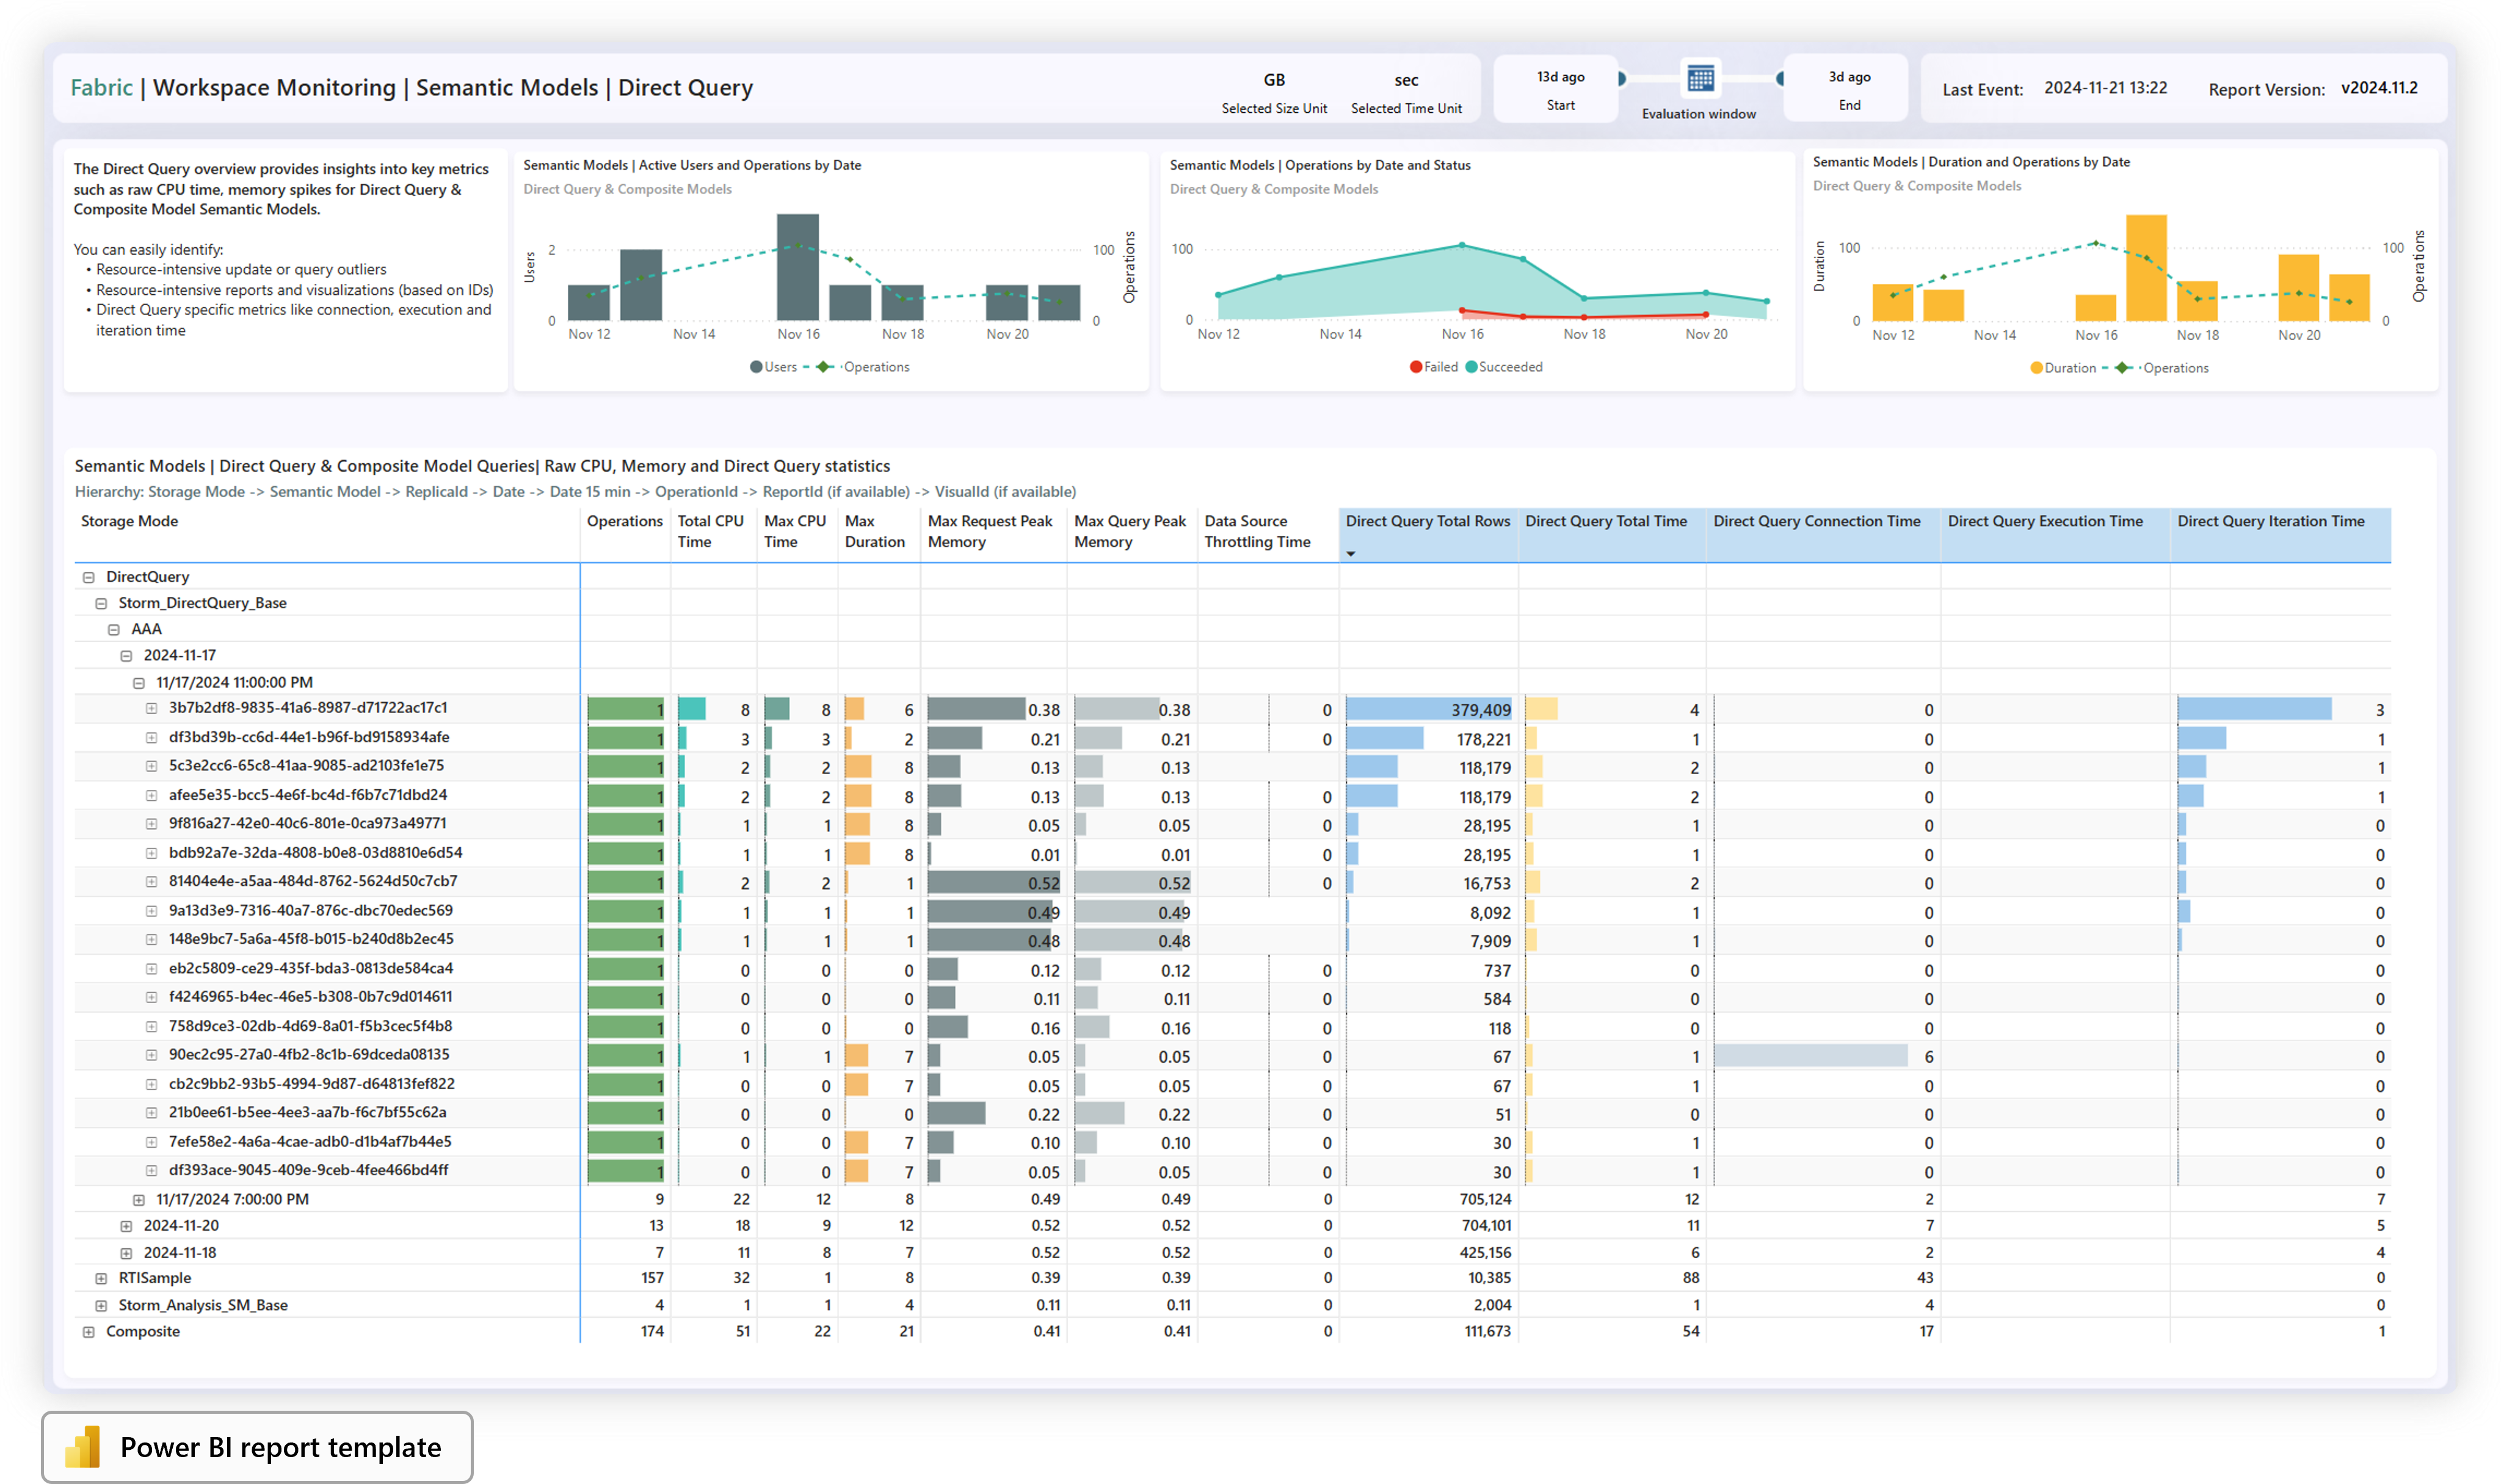 Fabric | Workspace Monitoring | Semantic Models | Direct Query
GB
Selected Size Unit
sec
Selected Time Unit
13d ago
Start
Evaluation window
3d ago
End
Last Event: 2024-11-21 13:22 Report Version: v2024.11.2
The Direct Query overview provides insights into key metrics
such as raw CPU time, memory spikes for Direct Query &
Composite Model Semantic Models.
You can easily identify:
• Resource-intensive update or query outliers
• Resource-intensive reports and visualizations (based on IDs)
• Direct Query specific metrics like connection, execution and
iteration time
Semantic Models | Active Users and Operations by Date
Direct Query & Composite Models
Users
2
0
100
0
Operations
Nov 12 Nov 14 Nov 16 Nov 18 Nov 20
Users Operations
Semantic Models | Operations by Date and Status
Direct Query & Composite Models
100
0
Nov 12 Nov 14 Nov 16 Nov 18 Nov 20
Failed Succeeded
Semantic Models | Duration and Operations by Date
Direct Query & Composite Models
Duration
100
0
100
0
Operations
Nov 12 Nov 14 Nov 16 Nov 18 Nov 20
Duration Operations
Semantic Models | Direct Query & Composite Model Queries| Raw CPU, Memory and Direct Query statistics
Hierarchy: Storage Mode -> Semantic Model -> ReplicaId -> Date -> Date 15 min -> OperationId -> ReportId (if available) -> VisualId (if available)
Storage Mode Operations Total CPU Time Max CPU Time Max Duration Max Request Peak Memory Max Query Peak Memory Data Source Throttling Time Direct Query Total Rows Direct Query Total Time Direct Query Connection Time Direct Query Execution Time Direct Query Iteration Time
DirectQuery
Storm_DirectQuery_Base
AAA
2024-11-17
11/17/2024 11:00:00 PM
3b7b2df8-9835-41a6-8987-d71722ac17c1 1 8 8 6 0.38 0.38 0 379,409 4 0 3
df3bd39b-cc6d-44e1-b96f-bd9158934afe 1 3 3 2 0.21 0.21 0 178,221 1 0 1
5c3e2cc6-65c8-41aa-9085-ad2103fe1e75 1 2 2 8 0.13 0.13 118,179 2 0 1
afee5e35-bcc5-4e6f-bc4d-f6b7c71dbd24 1 2 2 8 0.13 0.13 0 118,179 2 0 1
9f816a27-42e0-40c6-801e-0ca973a49771 1 1 1 8 0.05 0.05 0 28,195 1 0 0
bdb92a7e-32da-4808-b0e8-03d8810e6d54 1 1 1 8 0.01 0.01 0 28,195 1 0 0
81404e4e-a5aa-484d-8762-5624d50c7cb7 1 2 2 1 0.52 0.52 0 16,753 2 0 0
9a13d3e9-7316-40a7-876c-dbc70edec569 1 1 1 1 0.49 0.49 8,092 1 0 0
148e9bc7-5a6a-45f8-b015-b240d8b2ec45 1 1 1 1 0.48 0.48 7,909 1 0 0
eb2c5809-ce29-435f-bda3-0813de584ca4 1 0 0 0 0.12 0.12 0 737 0 0 0
f4246965-b4ec-46e5-b308-0b7c9d014611 1 0 0 0 0.11 0.11 0 584 0 0 0
758d9ce3-02db-4d69-8a01-f5b3cec5f4b8 1 0 0 0 0.16 0.16 0 118 0 0 0
90ec2c95-27a0-4fb2-8c1b-69dceda08135 1 1 1 7 0.05 0.05 0 67 1 6 0
cb2c9bb2-93b5-4994-9d87-d64813fef822 1 0 0 7 0.05 0.05 0 67 1 0 0
21b0ee61-b5ee-4ee3-aa7b-f6c7bf55c62a 1 0 0 0 0.22 0.22 0 51 0 0 0
7efe58e2-4a6a-4cae-adb0-d1b4af7b44e5 1 0 0 7 0.10 0.10 0 30 1 0 0
df393ace-9045-409e-9ceb-4fee466bd4ff 1 0 0 7 0.05 0.05 0 30 1 0 0
11/17/2024 7:00:00 PM 9 22 12 8 0.49 0.49 0 705,124 12 2 7
2024-11-20 13 18 9 12 0.52 0.52 0 704,101 11 7 5
2024-11-18 7 11 8 7 0.52 0.52 0 425,156 6 2 4
RTISample 157 32 1 8 0.39 0.39 0 10,385 88 43 0
Storm_Analysis_SM_Base 4 1 1 4 0.11 0.11 0 2,004 1 4 0
Composite 174 51 22 21 0.41 0.41 0 111,673 54 17 1
Power BI report template